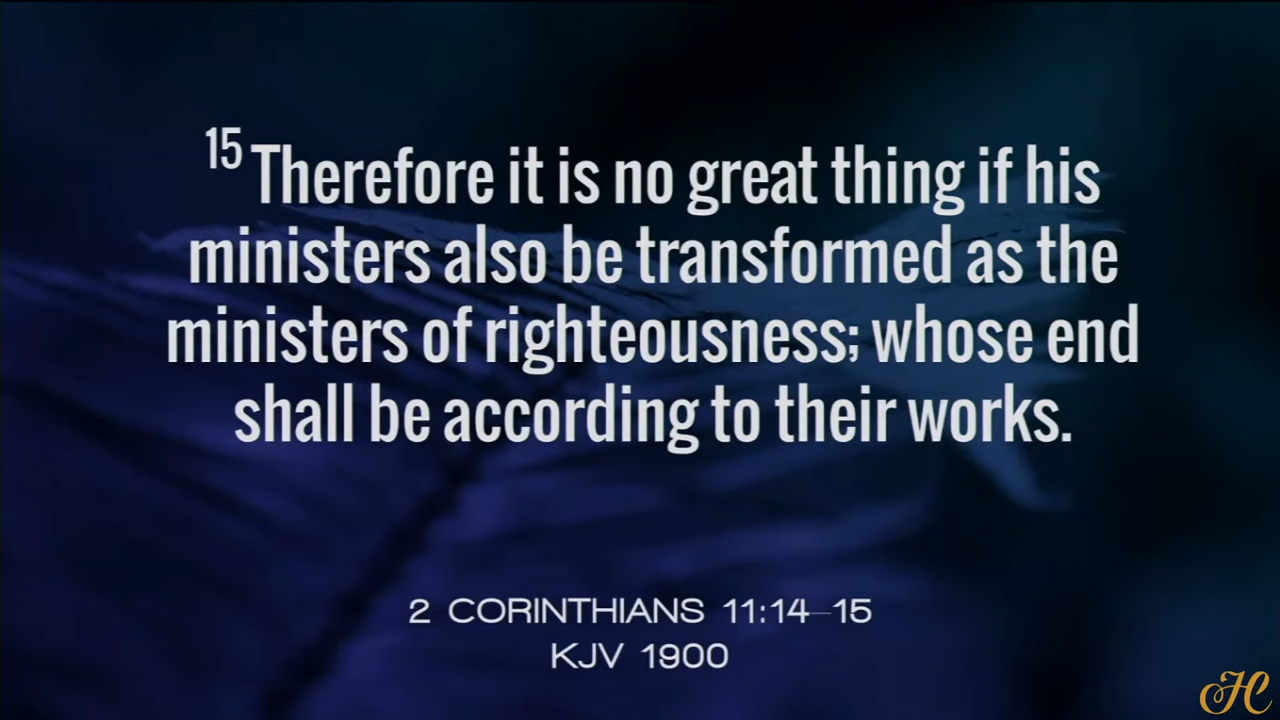 15 Therefore it is no great thing if his
ministers also be transformed as the
ministers of righteousness; whose end
shall be according to their works.
2 CORINTHIANS 11:14–15
KJV 1900
HC